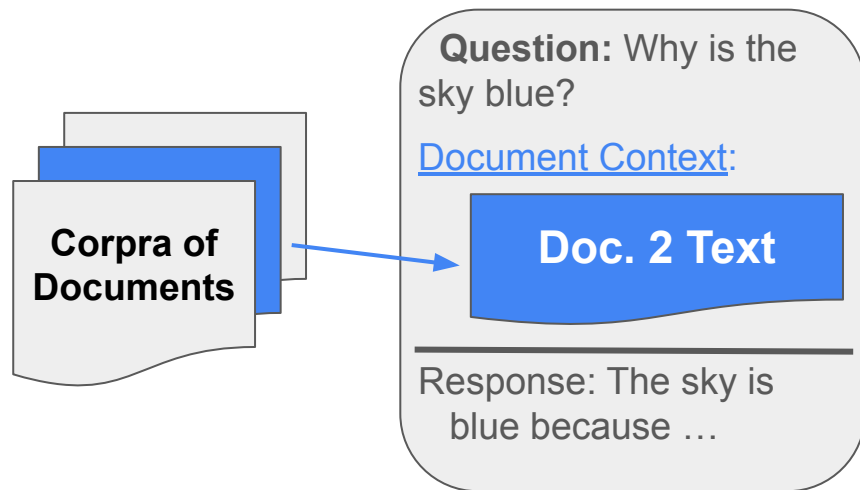 Corpra of
Documents
Question: Why is the
sky blue?
Document Context:
Doc. 2 Text
Response: The sky is
blue because …